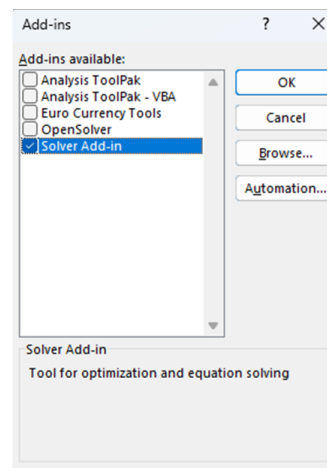 Add-ins
?
Add-ins available:
Analysis ToolPak
Analysis ToolPak - VBA
Euro Currency Tools
OpenSolver
Solver Add-in
OK
Cancel
Browse...
Automation...
Solver Add-in
Tool for optimization and equation solving